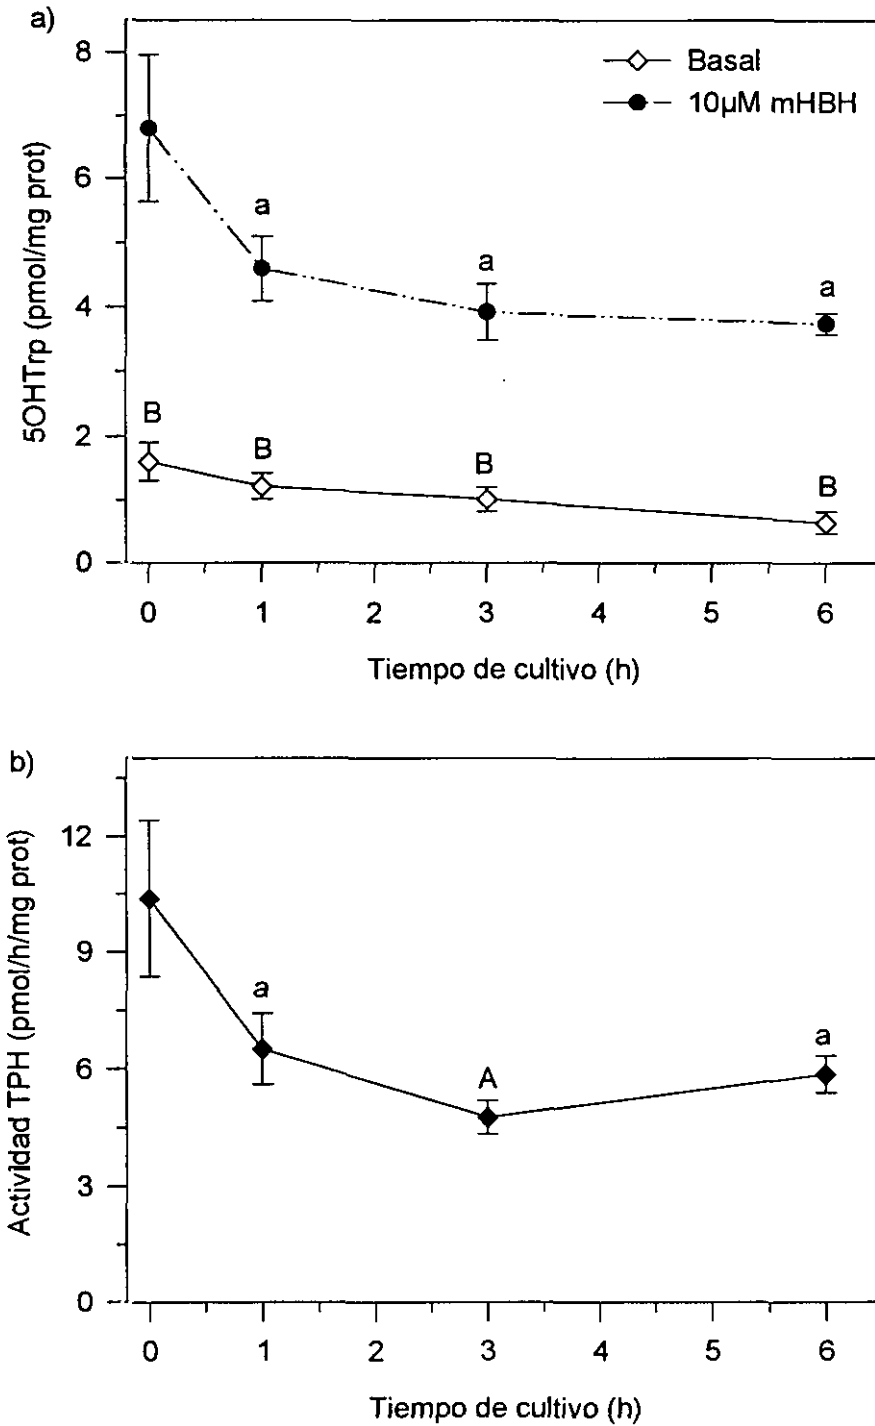 a)
8
6
4
2
0
5OHTrp (pmol/mg prot)
Basal
10µM mHBH
a
a
a
B
B
B
B
0 1 2 3 4 5 6
Tiempo de cultivo (h)
b)
12
9
6
3
0
Actividad TPH (pmol/h/mg prot)
a
A
a
0 1 2 3 4 5 6
Tiempo de cultivo (h)